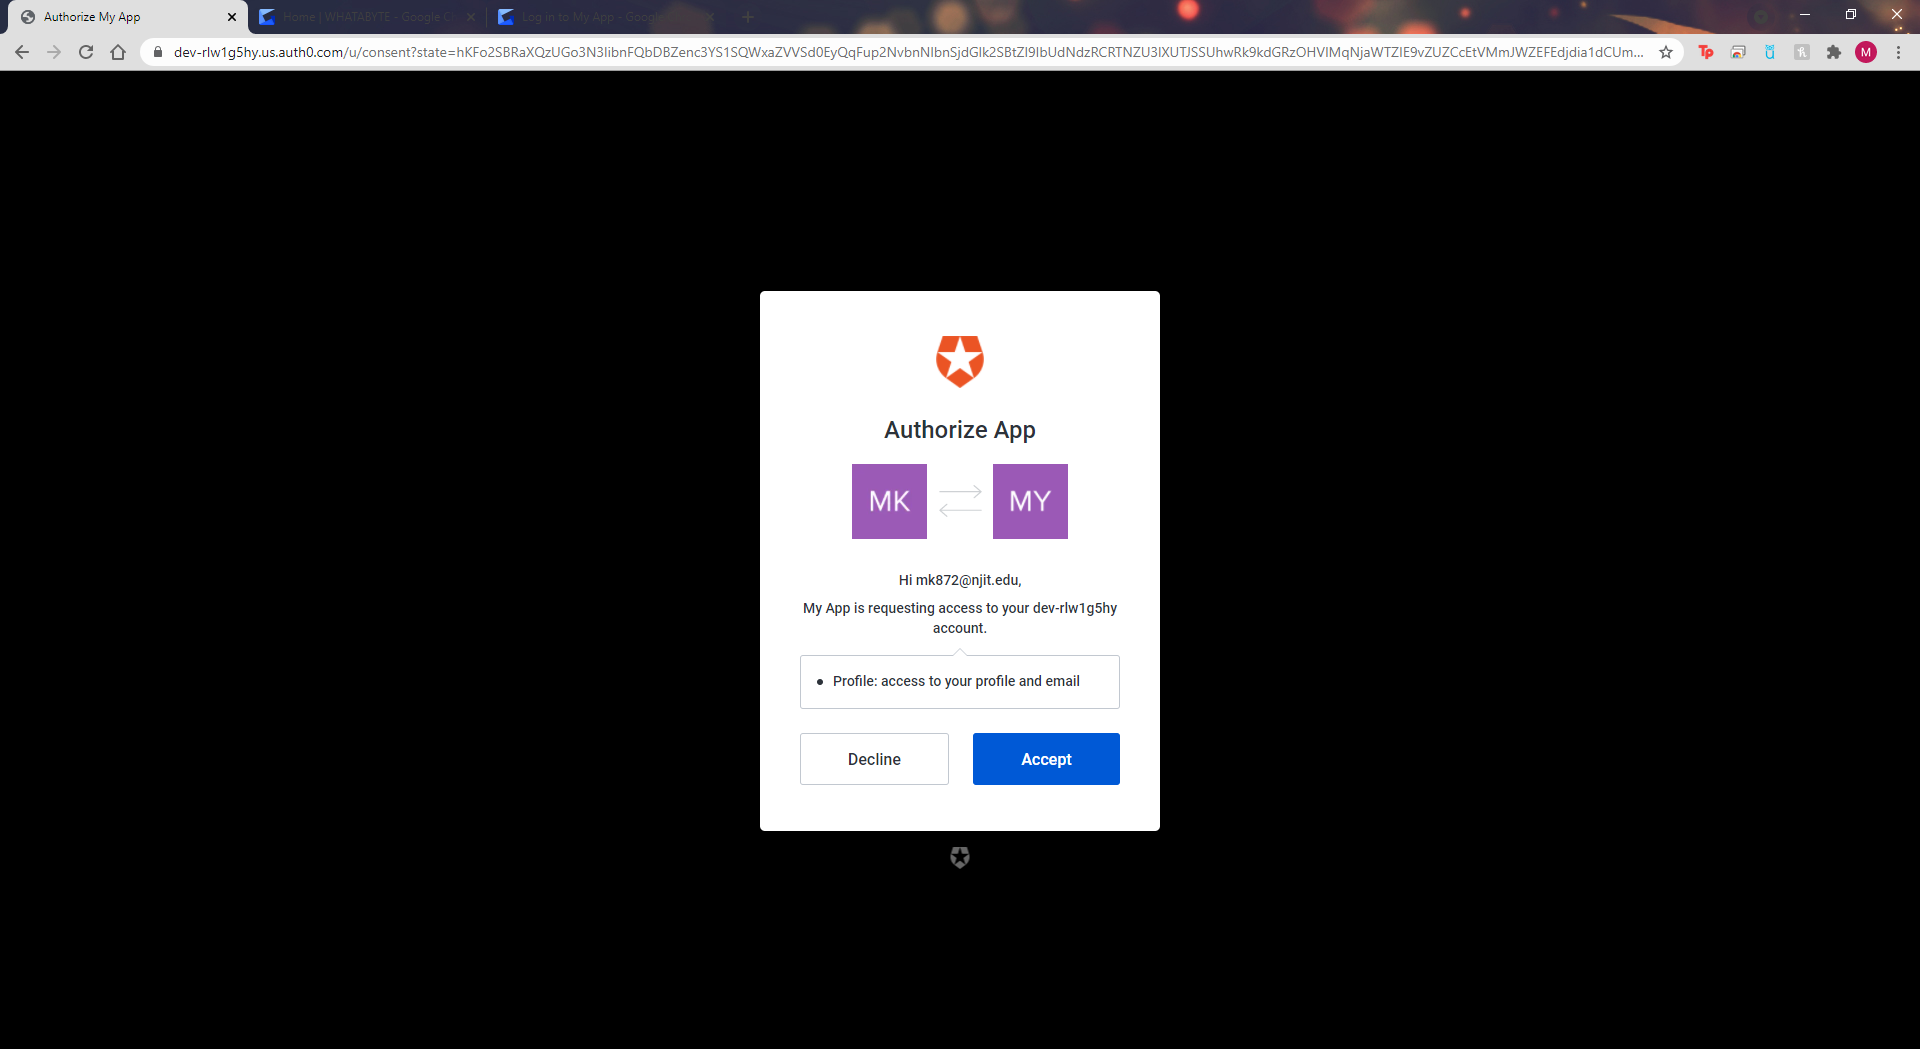 Authorize My App
Home | WHATABYTE - Google C
Log in to My App - Goog
dev-rlw1g5hy.us.auth0.com/u/consent?state=
M
Authorize App
MK
MY
Hi mk872@njit.edu,
My App is requesting access to your dev-rlw1g5hy
account.
Profile: access to your profile and email
Decline
Accept